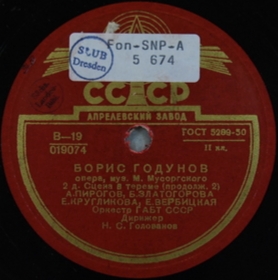 Fon-SNP-A
5 674
SLUB
Dresden
СССР
АПРЕЛЕВСКИЙ ЗАВОД
В—19
019074
ГОСТ 5289-50
II кл.
БОРИС ГОДУНОВ
опера, муз. М. Мусоргского
2 д. Сцена в тереме (продолж. 2)
А.ПИРОГОВ, Б.ЗЛАТОГОРОВА
Е.КРУГЛИКОВА, Е.ВЕРБИЦКАЯ
Оркестр ГАБТ СССР
Дирижер
Н. С. Голованов